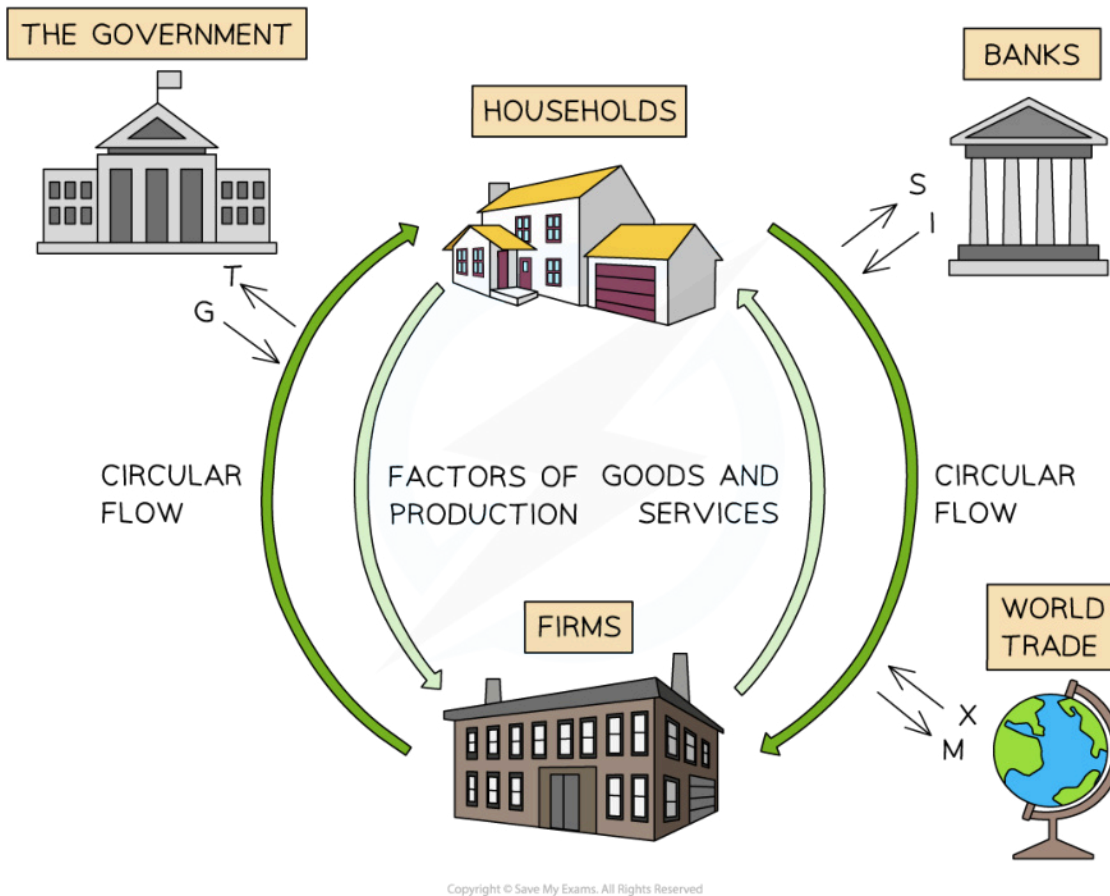 THE GOVERNMENT
BANKS
HOUSEHOLDS
S
I
T
G
CIRCULAR
FLOW
FACTORS OF
PRODUCTION
GOODS AND
SERVICES
CIRCULAR
FLOW
FIRMS
WORLD
TRADE
X
M
Copyright © Save My Exams. All Rights Reserved